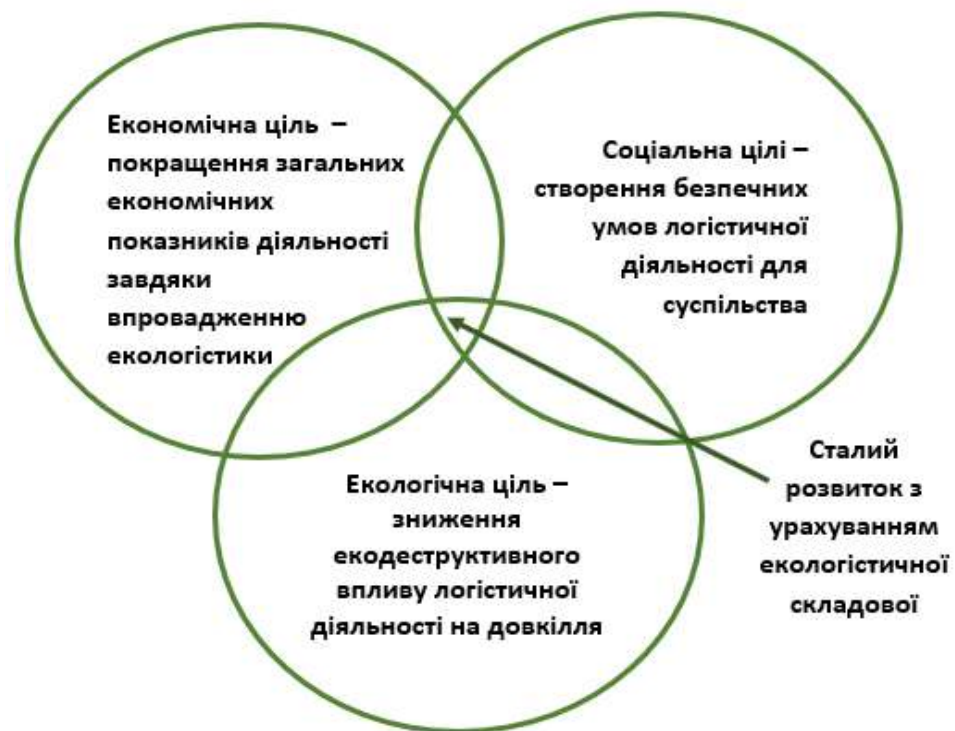 Економічна ціль –
покращення загальних
економічних
показників діяльності
завдяки
впровадженню
екологістики
Соціальна цілі –
створення безпечних
умов логістичної
діяльності для
суспільства
Екологічна ціль –
зниження
екодеструктивного
впливу логістичної
діяльності на довкілля
Сталий
розвиток з
урахуванням
екологістичної
складової